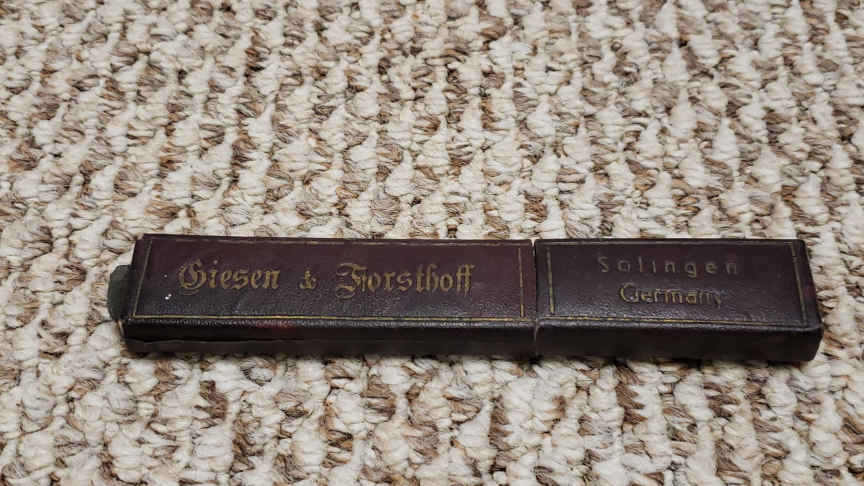 Giesen & Forsthoff
Solingen
Germany